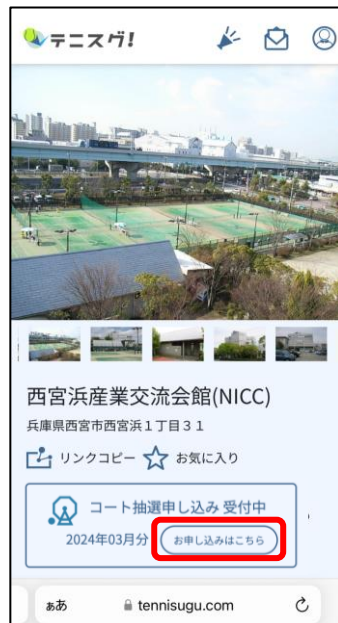 テニスグ!
西宮浜産業交流会館(NICC)
兵庫県西宮市西宮浜1丁目31
リンクコピー お気に入り
コート抽選申し込み 受付中
2024年03月分 お申し込みはこちら
ぁあ tennisugu.com